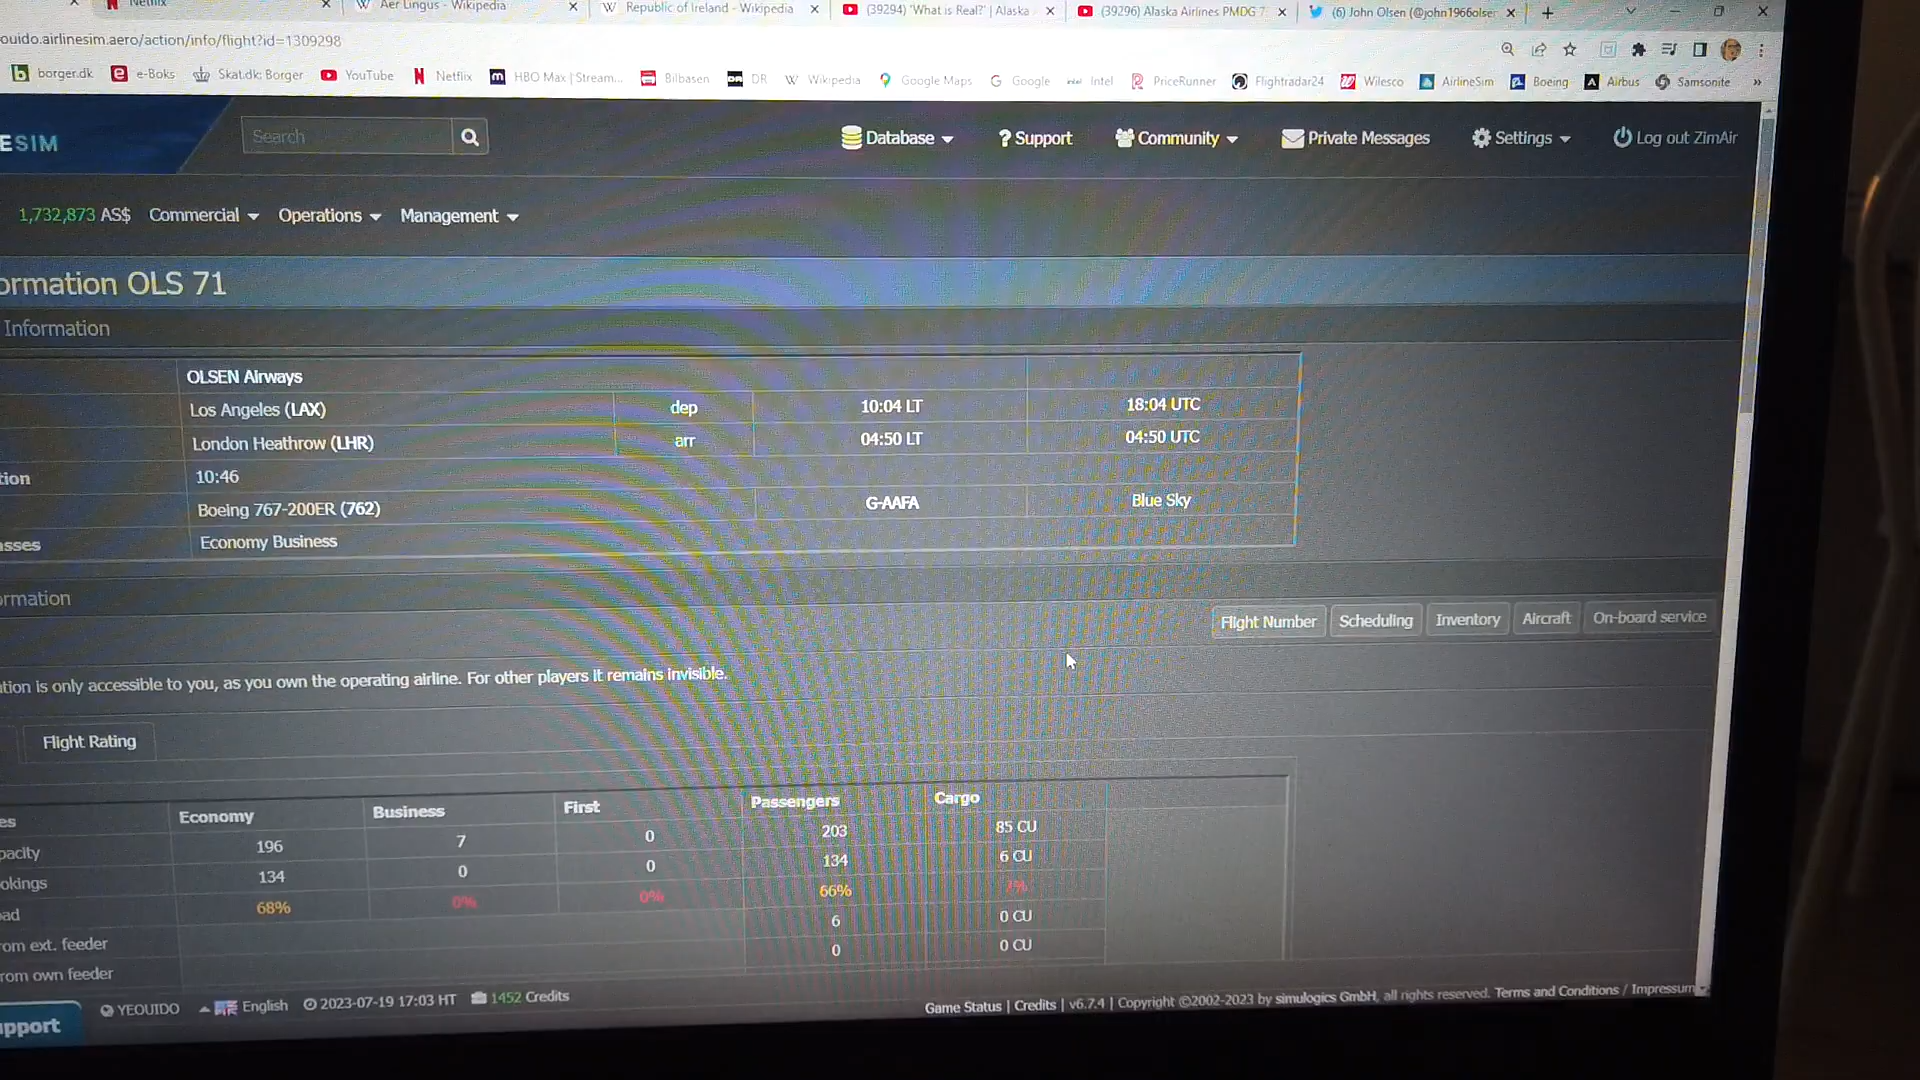 Netflix
Aer Lingus - Wikipedia
Republic of Ireland - Wikipedia
(39294) 'What is Real?' | Alaska
(39296) Alaska Airlines PMDG 7
(6) John Olsen (@john1966olse
ouido.airlinesim.aero/action/info/flight?id=1309298
borger.dk e-Boks Skat.dk: Borger YouTube Netflix HBO Max | Stream... Bilbasen DR Wikipedia Google Maps Google Intel PriceRunner Flightradar24 Wilesco AirlineSim Boeing Airbus Samsonite »
ESIM Search Database ? Support Community Private Messages Settings Log out ZimAir
1,732,873 AS$ Commercial Operations Management
ormation OLS 71
Information
OLSEN Airways
Los Angeles (LAX) dep 10:04 LT 18:04 UTC
London Heathrow (LHR) arr 04:50 LT 04:50 UTC
tion 10:46
Boeing 767-200ER (762) G-AAFA Blue Sky
asses Economy Business
ormation
Flight Number Scheduling Inventory Aircraft On-board service
tion is only accessible to you, as you own the operating airline. For other players it remains invisible.
Flight Rating
es Economy Business First Passengers Cargo
pacity 196 7 0 203 85 CU
okings 134 0 0 134 6 CU
ad 68% 0% 0% 66% 7%
rom ext. feeder 6 0 CU
rom own feeder 0 0 CU
pport YEOUIDO English 2023-07-19 17:03 HT 1452 Credits Game Status | Credits | v6.7.4 | Copyright ©2002-2023 by simulogics GmbH, all rights reserved. Terms and Conditions / Impressum